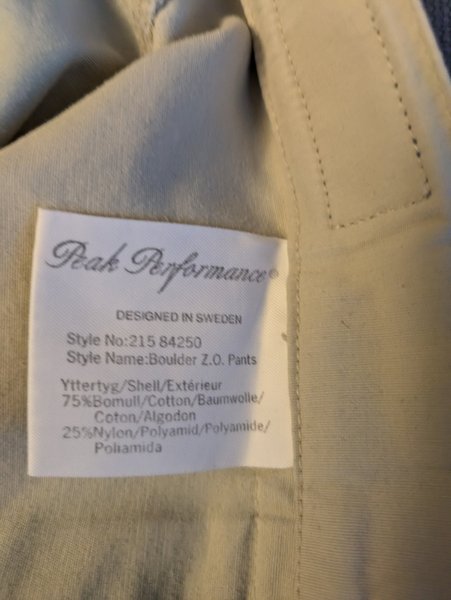 Peak Performance®
DESIGNED IN SWEDEN
Style No:215 84250
Style Name:Boulder Z.O. Pants
Yttertyg/Shell/Extérieur
75%Bomull/Cotton/Baumwolle/
Coton/Algodon
25%Nylon/Polyamid/Polyamide/
Poliamida